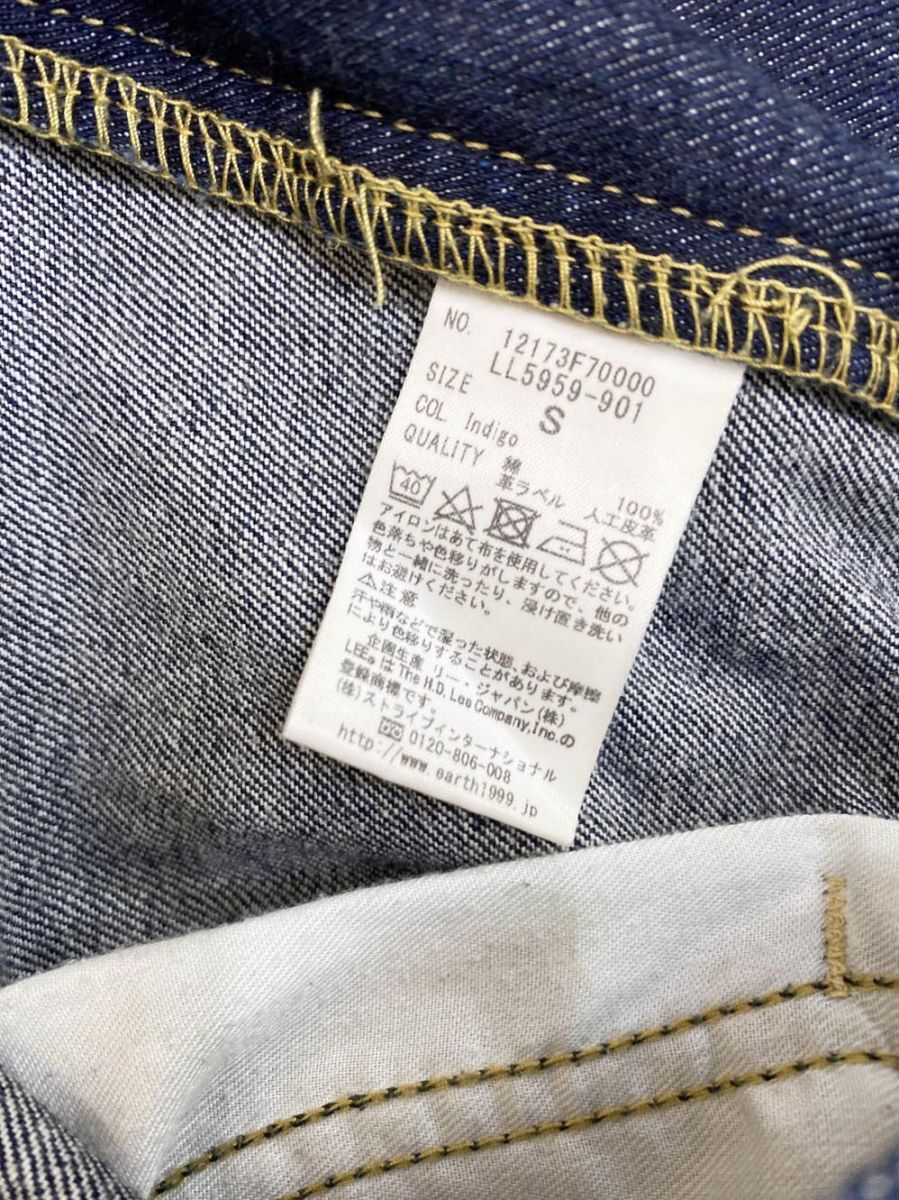 NO. 12173F70000
LL5959-901
SIZE S
COL Indigo
QUALITY 綿 100%
革ラベル 人工皮革
40
アイロンはあて布を使用してください。
色落ちや色移りがしますので、他の
物と一緒に洗ったり、浸け置き洗い
はお避けください。
⚠注意
汗や雨などで湿った状態、および摩擦
により色移りすることがあります。
企画生産 リー・ジャパン(株)
LEE®はThe H.D.Lee Company,Inc.の
登録商標です。
(株)ストライプインターナショナル
0120-806-008
http://www.earth1999.jp